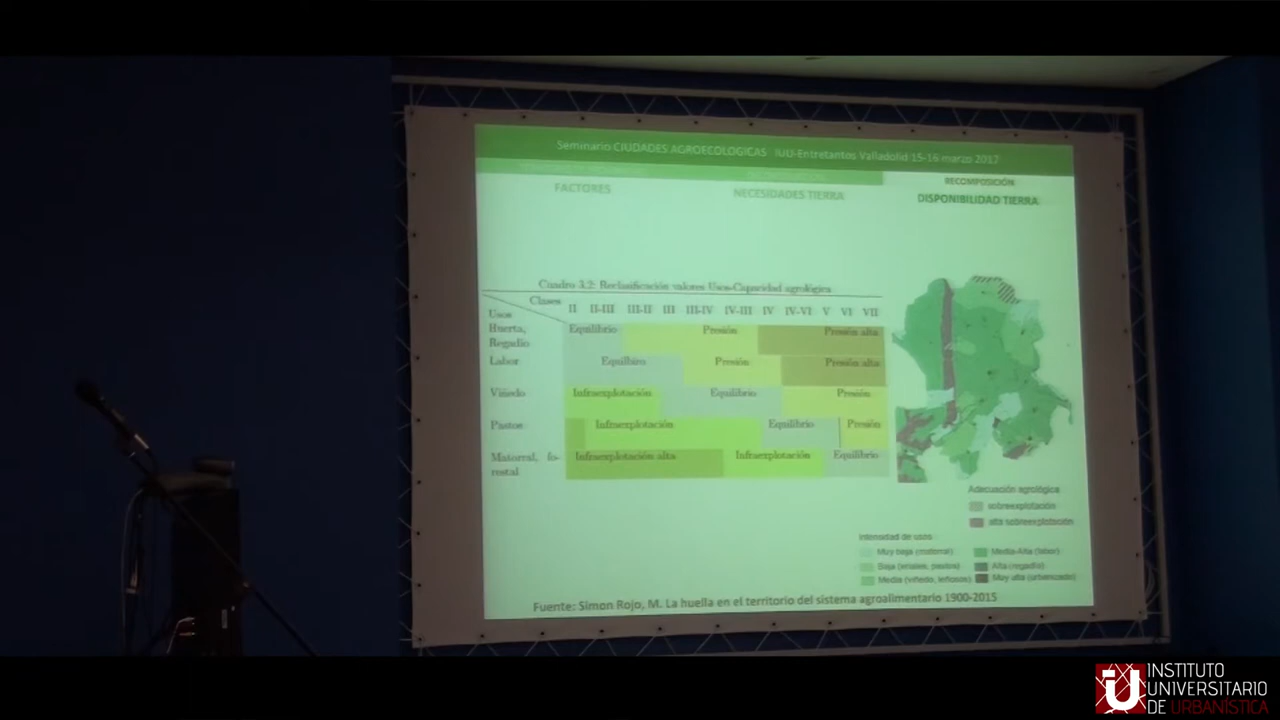 Seminario CIUDADES AGROECOLOGICAS IUU-Entretantos Valladolid 15-16 marzo 2017
FACTORES NECESIDADES TIERRA RECOMPOSICIÓN
DISPONIBILIDAD TIERRA
Cuadro 3.2: Reclasificación valores Usos-Capacidad agrológica
Clases II II-III III-II III III-IV IV-III IV IV-VI V VI VII
Usos
Huerta, Regadio Equilibrio Presión Presión alta
Labor Equilibiro Presión Presión alta
Viñedo Infraexplotación Equilibrio Presión
Pastos Infraexplotación Equilibrio Presión
Matorral, fo-
restal Infraexplotación alta Infraexplotación Equilibrio
Adecuación agrológica
sobreexplotación
alta sobreexplotación
Intensidad de usos
Muy baja (matorral) Media-Alta (labor)
Baja (eriales, pastos) Alta (regadío)
Media (viñedo, leñosos) Muy alta (urbanizado)
Fuente: Simon Rojo, M. La huella en el territorio del sistema agroalimentario 1900-2015
INSTITUTO
UNIVERSITARIO
DE URBANÍSTICA